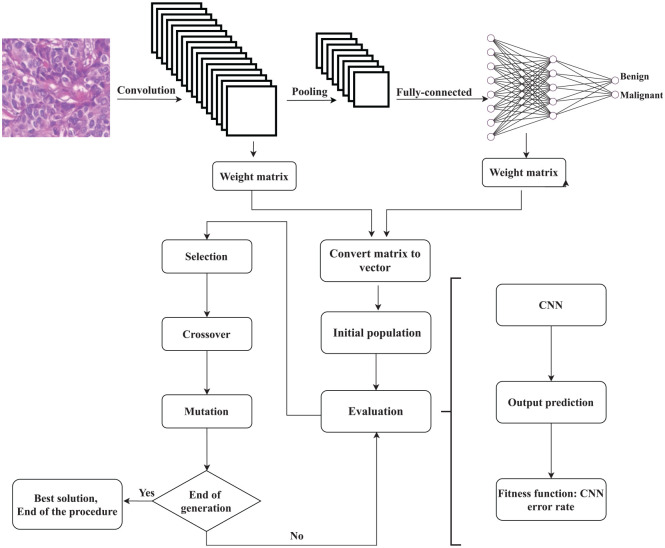 Convolution
Pooling
Fully-connected
Benign
Malignant
Weight matrix
Weight matrix
Selection
Convert matrix to
vector
CNN
Crossover
Initial population
Mutation
Evaluation
Output prediction
Best solution,
End of the procedure
Yes
End of
generation
No
Fitness function: CNN
error rate